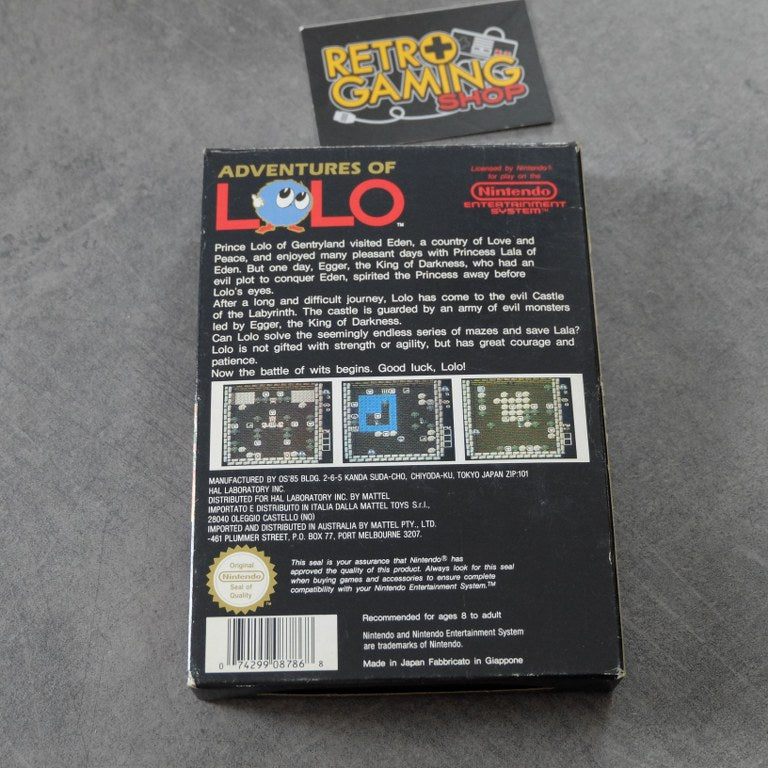 RETRO
GAMING
SHOP
ADVENTURES OF
LOLO™
Licensed by Nintendo®
for play on the
Nintendo
ENTERTAINMENT
SYSTEM™
Prince Lolo of Gentryland visited Eden, a country of Love and
Peace, and enjoyed many pleasant days with Princess Lala of
Eden. But one day, Egger, the King of Darkness, who had an
evil plot to conquer Eden, spirited the Princess away before
Lolo's eyes.
After a long and difficult journey, Lolo has come to the evil Castle
of the Labyrinth. The castle is guarded by an army of evil monsters
led by Egger, the King of Darkness.
Can Lolo solve the seemingly endless series of mazes and save Lala?
Lolo is not gifted with strength or agility, but has great courage and
patience.
Now the battle of wits begins. Good luck, Lolo!
MANUFACTURED BY OS'85 BLDG. 2-6-5 KANDA SUDA-CHO, CHIYODA-KU, TOKYO JAPAN ZIP:101
HAL LABORATORY INC.
DISTRIBUTED FOR HAL LABORATORY INC. BY MATTEL
IMPORTATO E DISTRIBUITO IN ITALIA DALLA MATTEL TOYS S.r.l.,
28040 OLEGGIO CASTELLO (NO)
IMPORTED AND DISTRIBUTED IN AUSTRALIA BY MATTEL PTY., LTD.
-461 PLUMMER STREET, P.O. BOX 77, PORT MELBOURNE 3207.
Original
Nintendo
Seal of
Quality
™
This seal is your assurance that Nintendo® has
approved the quality of this product. Always look for this seal
when buying games and accessories to ensure complete
compatibility with your Nintendo Entertainment System.™
Recommended for ages 8 to adult
Nintendo and Nintendo Entertainment System
are trademarks of Nintendo.
Made in Japan Fabbricato in Giappone
0 74299 08786 8